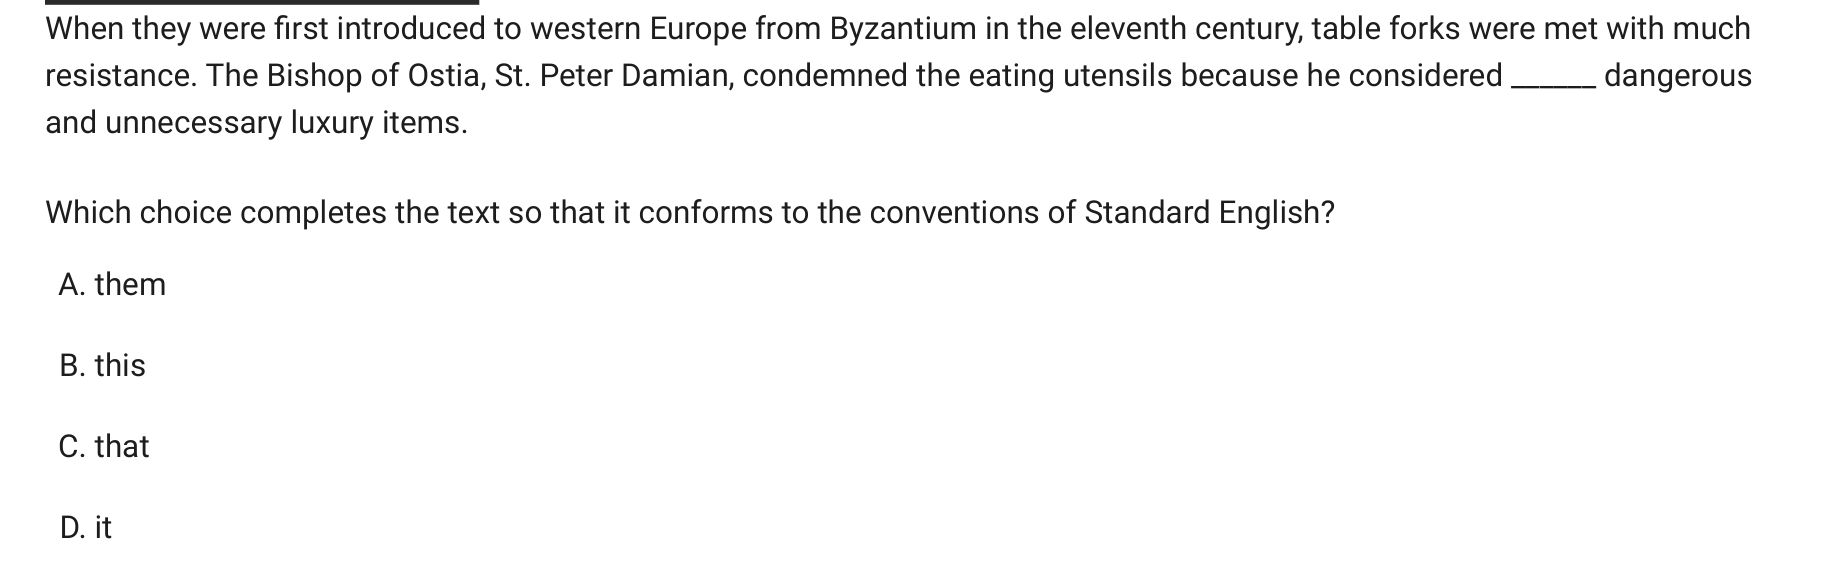 When they were first introduced to western Europe from Byzantium in the eleventh century, table forks were met with much
resistance. The Bishop of Ostia, St. Peter Damian, condemned the eating utensils because he considered ______ dangerous
and unnecessary luxury items.
Which choice completes the text so that it conforms to the conventions of Standard English?
A. them
B. this
C. that
D. it